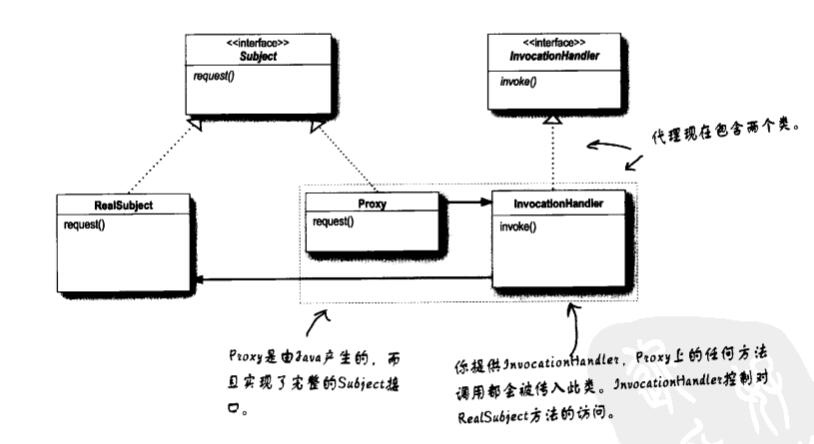 <<interface>>
Subject
request()
<<interface>>
InvocationHandler
invoke()
代理现在包含两个类。
RealSubject
request()
Proxy
request()
InvocationHandler
invoke()
Proxy是由Java产生的，而
且实现了完整的Subject接
口。
你提供InvocationHandler，Proxy上的任何方法
调用都会被传入此类。InvocationHandler控制对
RealSubject方法的访问。